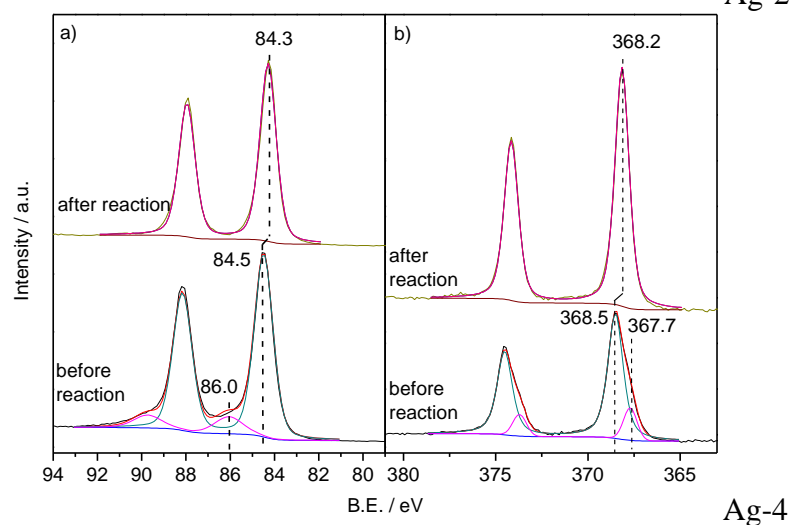 Ag-2
a)
84.3
b)
368.2
after reaction
after
reaction
84.5
368.5
367.7
before
reaction
86.0
before
reaction
Intensity / a.u.
94 92 90 88 86 84 82 80
380 375 370 365
B.E. / eV
Ag-4